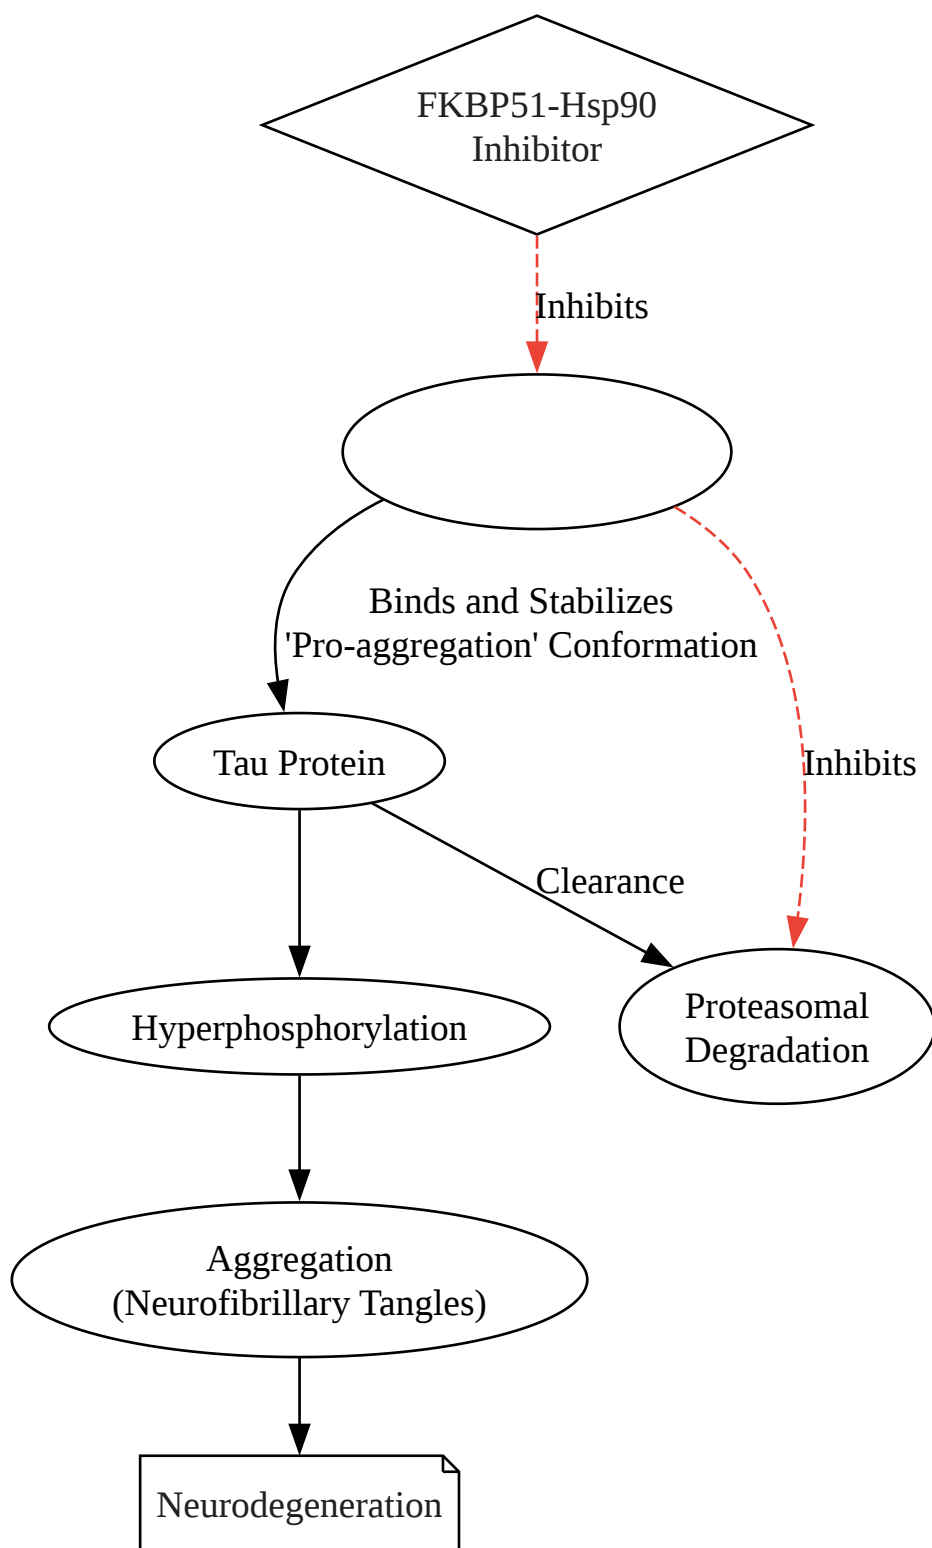 FKBP51-Hsp90
Inhibitor
Inhibits
Binds and Stabilizes
'Pro-aggregation' Conformation
Tau Protein
Inhibits
Clearance
Hyperphosphorylation
Proteasomal
Degradation
Aggregation
(Neurofibrillary Tangles)
Neurodegeneration